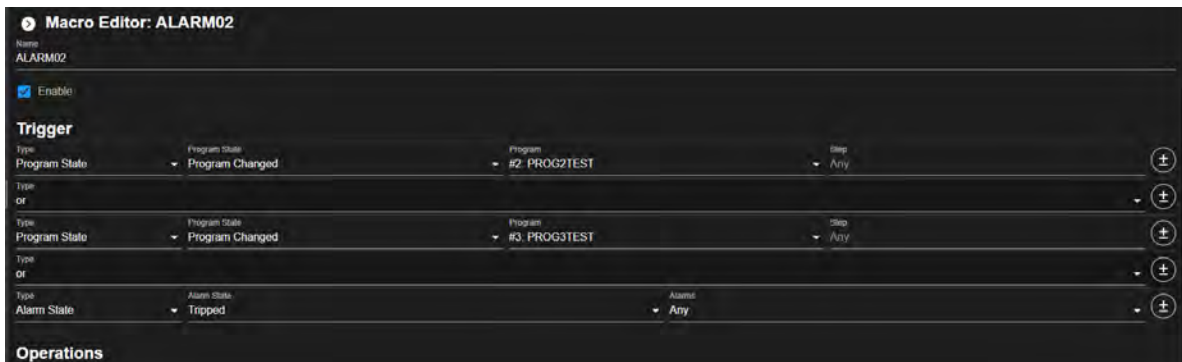 Macro Editor: ALARM02
Name
ALARM02
Enable
Trigger
Type Program State Program Step
Program State Program Changed #2: PROG2TEST Any
Type
or
Type Program State Program Step
Program State Program Changed #3: PROG3TEST Any
Type
or
Type Alarm State Alarms
Alarm State Tripped Any
Operations